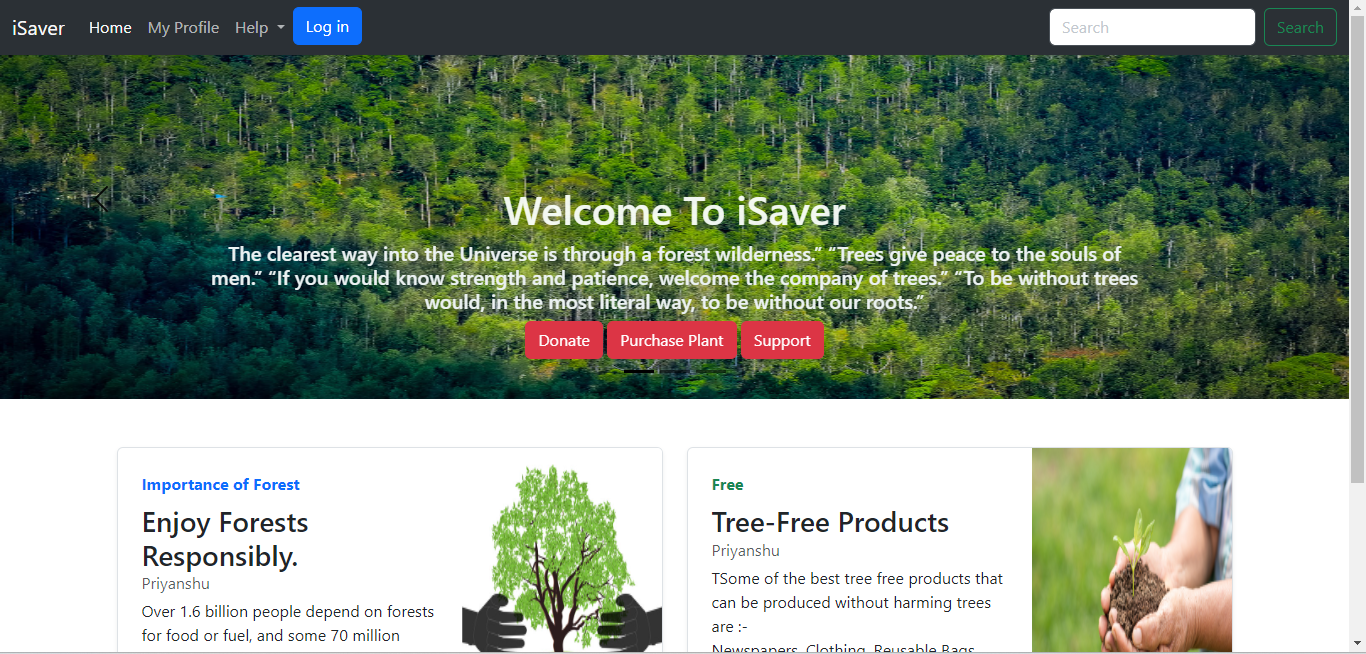 iSaver Home My Profile Help Log in Search Search
Welcome To iSaver
The clearest way into the Universe is through a forest wilderness.” “Trees give peace to the souls of
men.” “If you would know strength and patience, welcome the company of trees.” “To be without trees
would, in the most literal way, to be without our roots.”
Donate Purchase Plant Support
Importance of Forest
Enjoy Forests
Responsibly.
Priyanshu
Over 1.6 billion people depend on forests
for food or fuel, and some 70 million
Free
Tree-Free Products
Priyanshu
TSome of the best tree free products that
can be produced without harming trees
are :-
Newspapers, Clothing, Reusable Bags